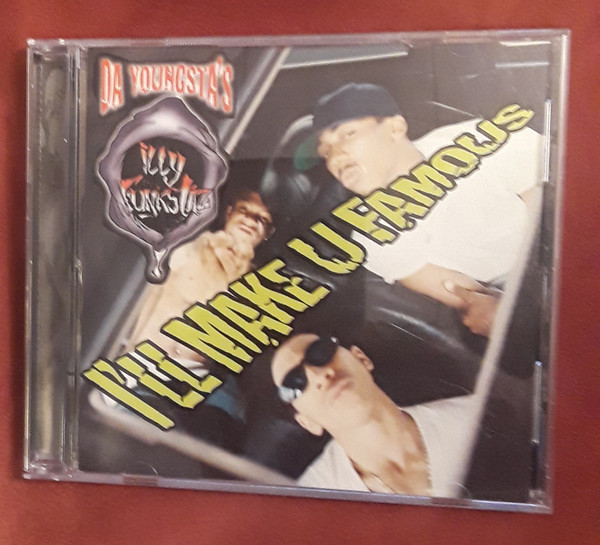 DA YOUNGSTA'S
ILLY
FUNKSTAZ
I'LL MAKE U FAMOUS